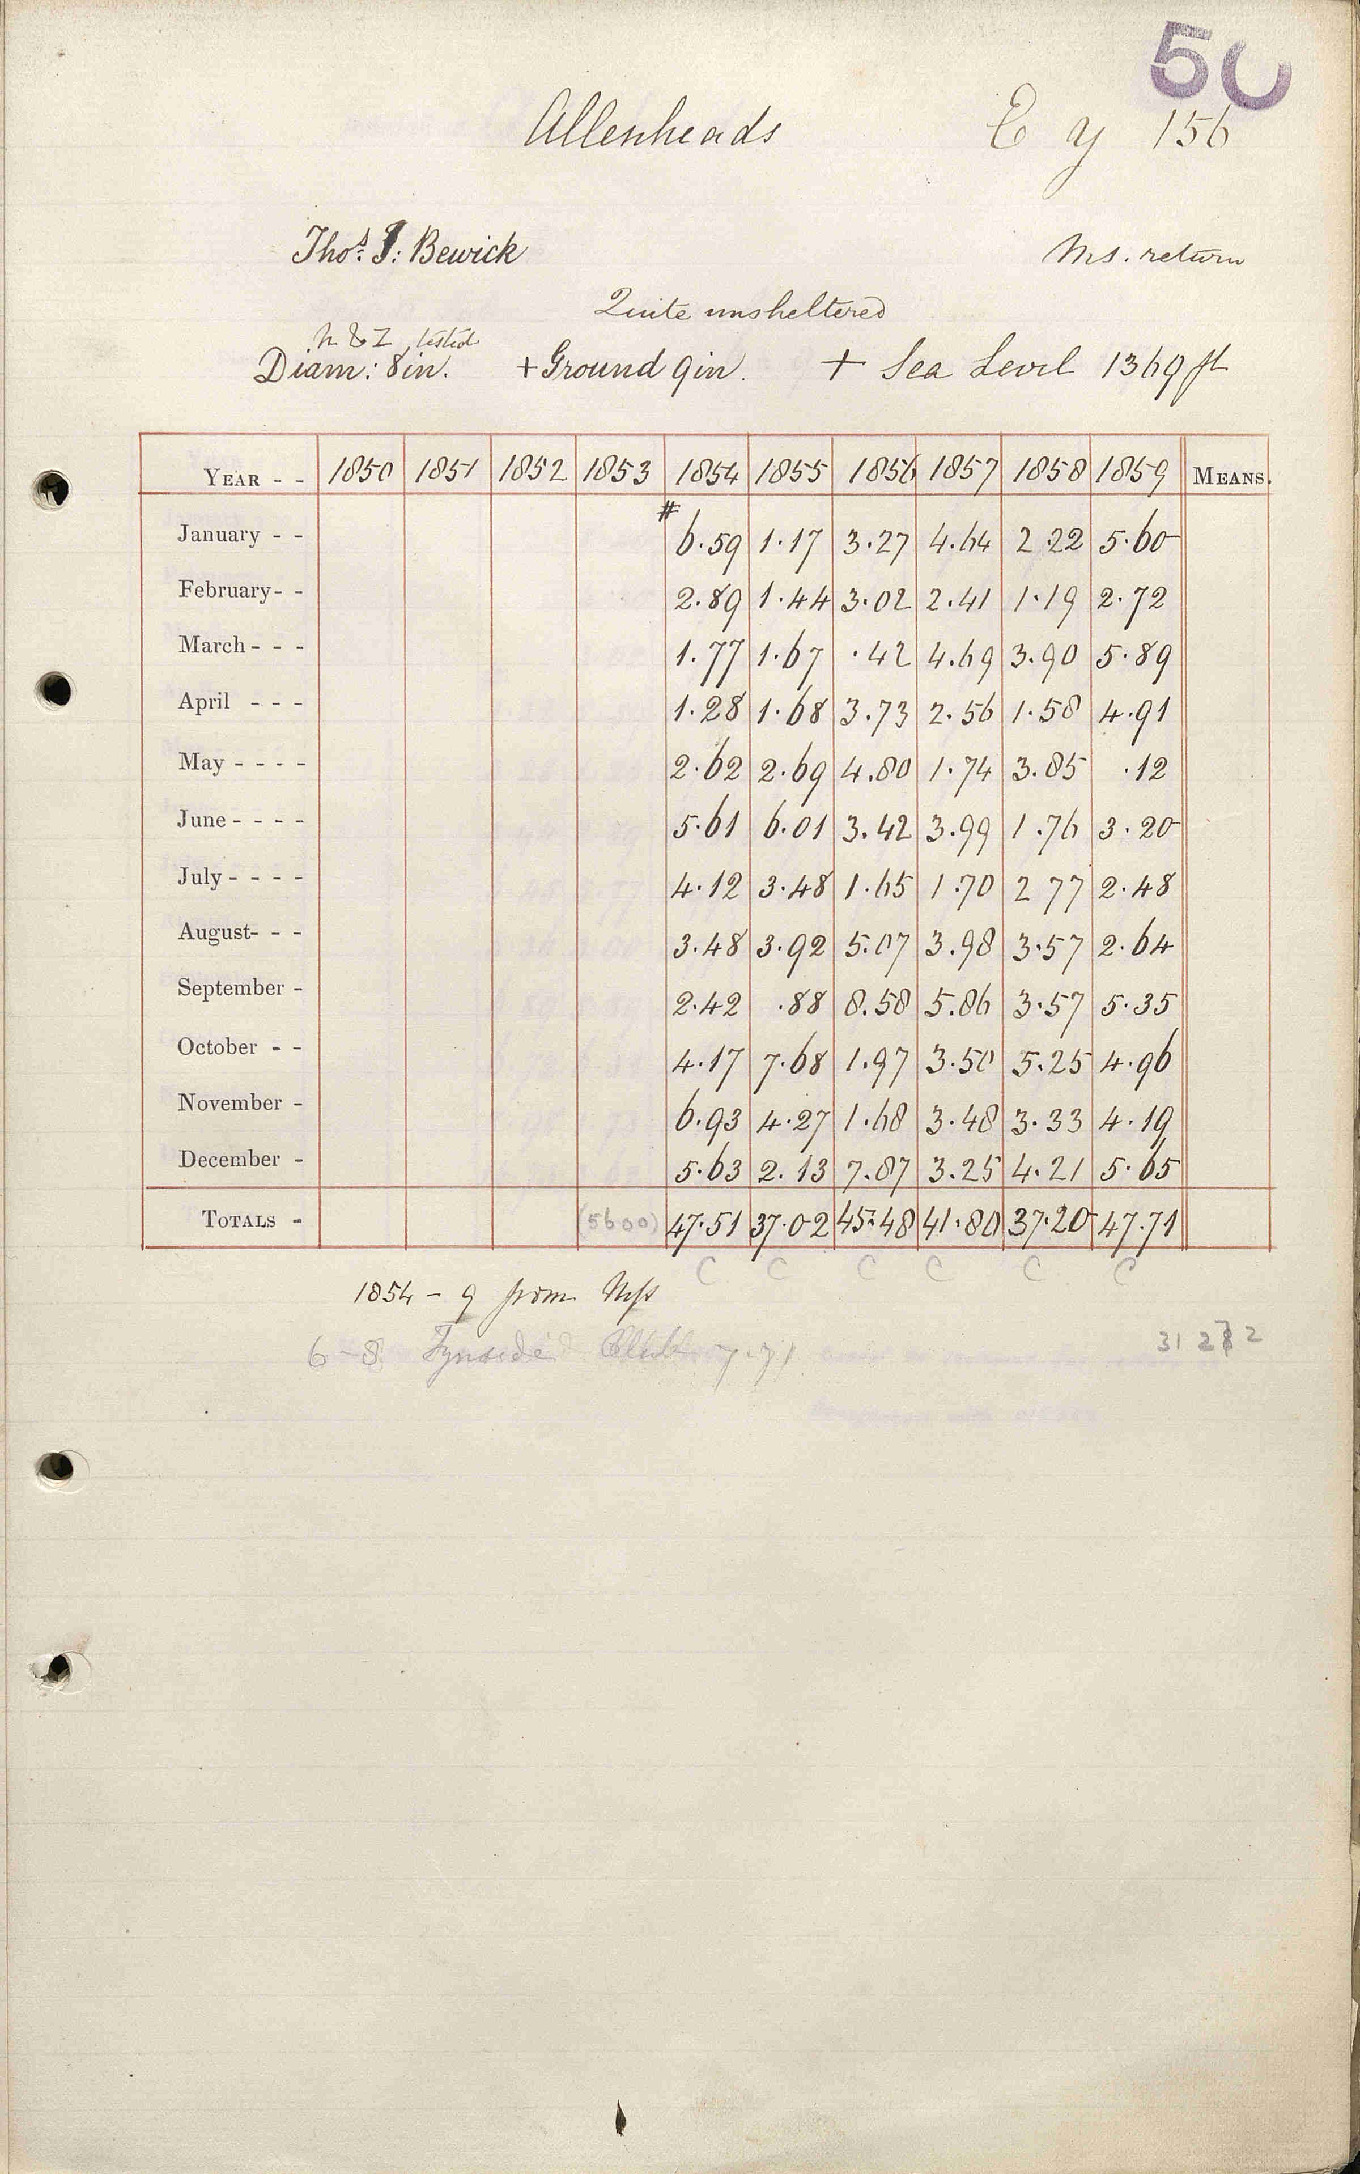 50
Allenheads E y 156
Thos. J: Bewick Ms. return
Quite unsheltered
N & Z tested
Diam: 8in. + Ground 9in. + Sea Level 1369 ft
YEAR - - 1850 1851 1852 1853 1854 1855 1856 1857 1858 1859 MEANS.
#
January - - 6.59 1.17 3.27 4.64 2.22 5.60
February - - 2.89 1.44 3.02 2.41 1.19 2.72
March - - - 1.77 1.67 .42 4.69 3.90 5.89
April - - - 1.28 1.68 3.73 2.56 1.58 4.91
May - - - - 2.62 2.69 4.80 1.74 3.85 .12
June - - - - 5.61 6.01 3.42 3.99 1.76 3.20
July - - - - 4.12 3.48 1.65 1.70 2 77 2.48
August- - - 3.48 3.92 5.07 3.98 3.57 2.64
September - 2.42 .88 8.58 5.86 3.57 5.35
October - - 4.17 7.68 1.97 3.50 5.25 4.96
November - 6.93 4.27 1.68 3.48 3.33 4.19
December - 5.63 2.13 7.87 3.25 4.21 5.65
TOTALS - (5600) 47.51 37.02 45.48 41.80 37.20 47.71
C C C C C C
1854 - 9 from Mss
6 - 8 Tyneside Club 7.71
31 2 2